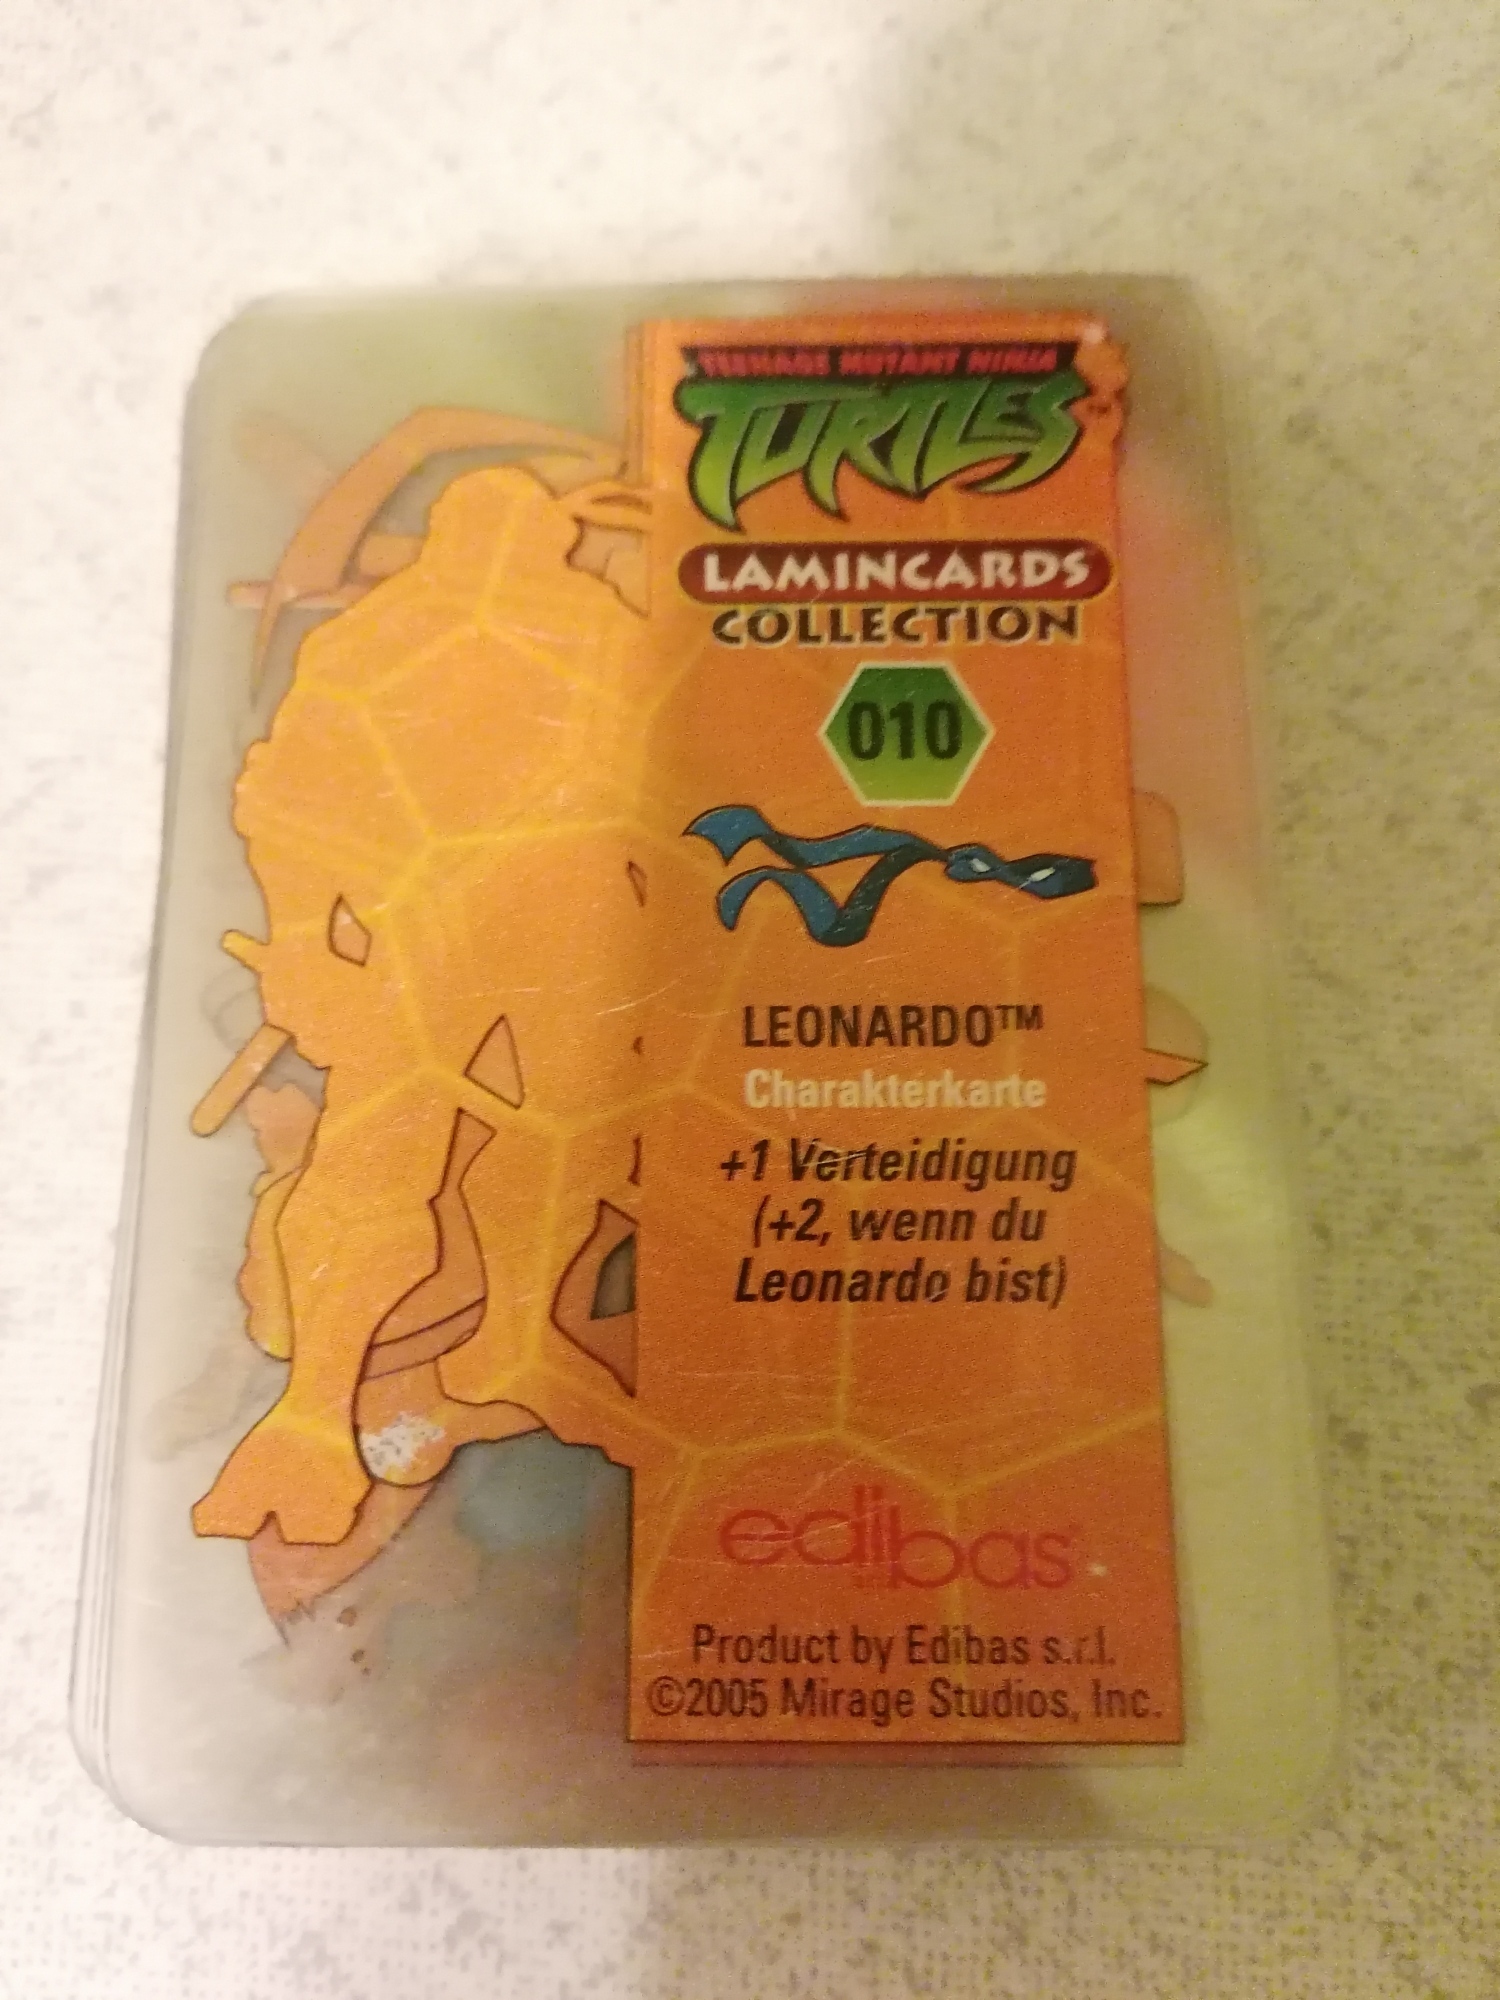 TEENAGE MUTANT NINJA
TURTLES™
LAMINCARDS
COLLECTION
010
LEONARDO™
Charakterkarte
+1 Verteidigung
(+2, wenn du
Leonardo bist)
edibas
Product by Edibas s.r.l.
©2005 Mirage Studios, Inc.